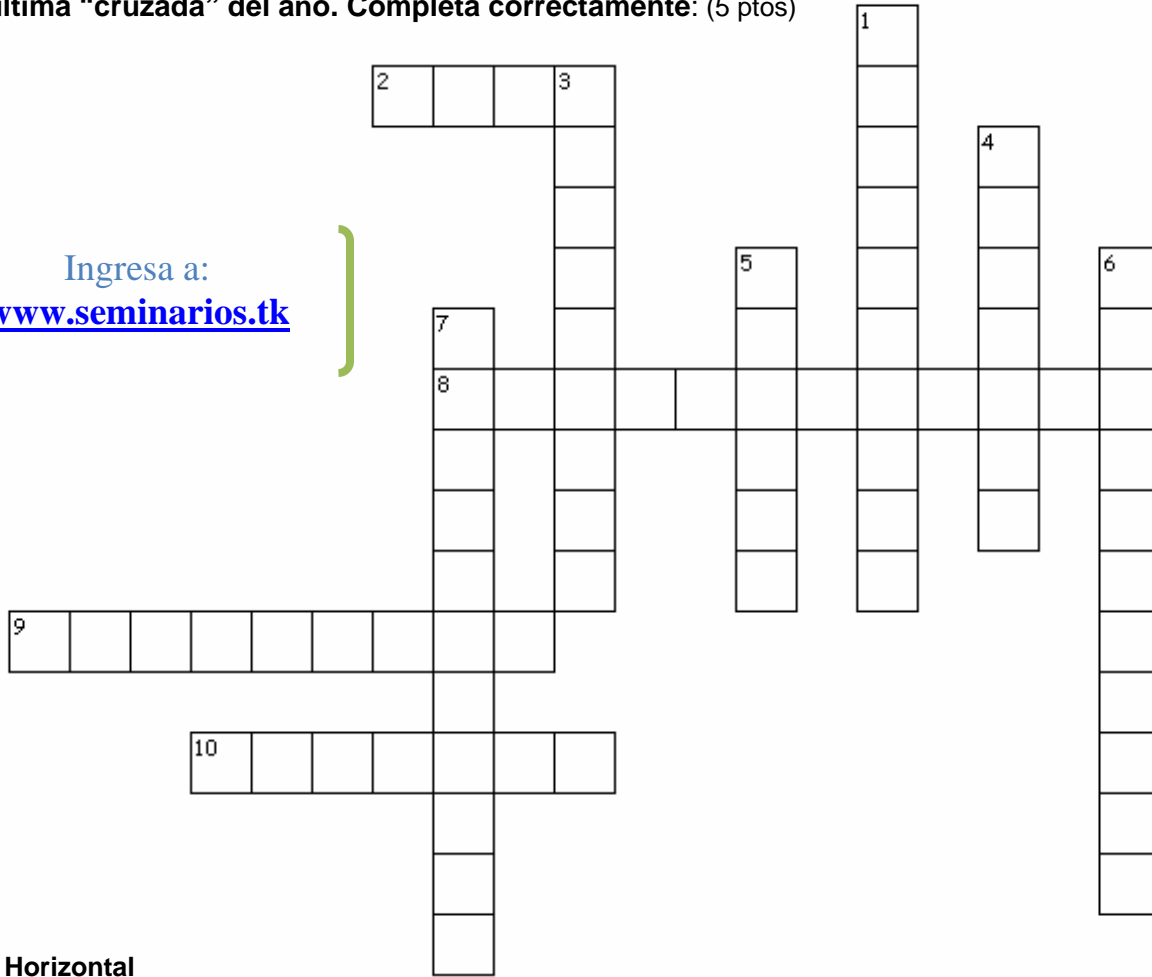 última “cruzada” del año. Completa correctamente: (5 ptos)
1
2
3
4
Ingresa a:
www.seminarios.tk
5
6
7
8
9
10
Horizontal